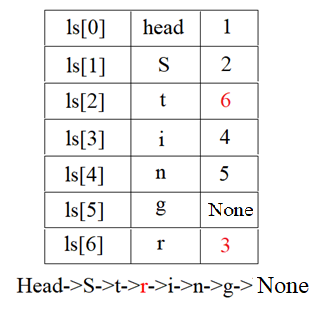 ls[0] head 1
ls[1] S 2
ls[2] t 6
ls[3] i 4
ls[4] n 5
ls[5] g None
ls[6] r 3
Head->S->t->r->i->n->g-> None